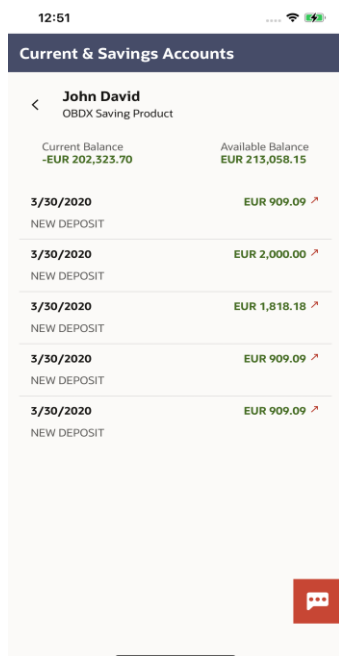 12:51
Current & Savings Accounts
John David
OBDX Saving Product
Current Balance Available Balance
-EUR 202,323.70 EUR 213,058.15
3/30/2020 EUR 909.09
NEW DEPOSIT
3/30/2020 EUR 2,000.00
NEW DEPOSIT
3/30/2020 EUR 1,818.18
NEW DEPOSIT
3/30/2020 EUR 909.09
NEW DEPOSIT
3/30/2020 EUR 909.09
NEW DEPOSIT